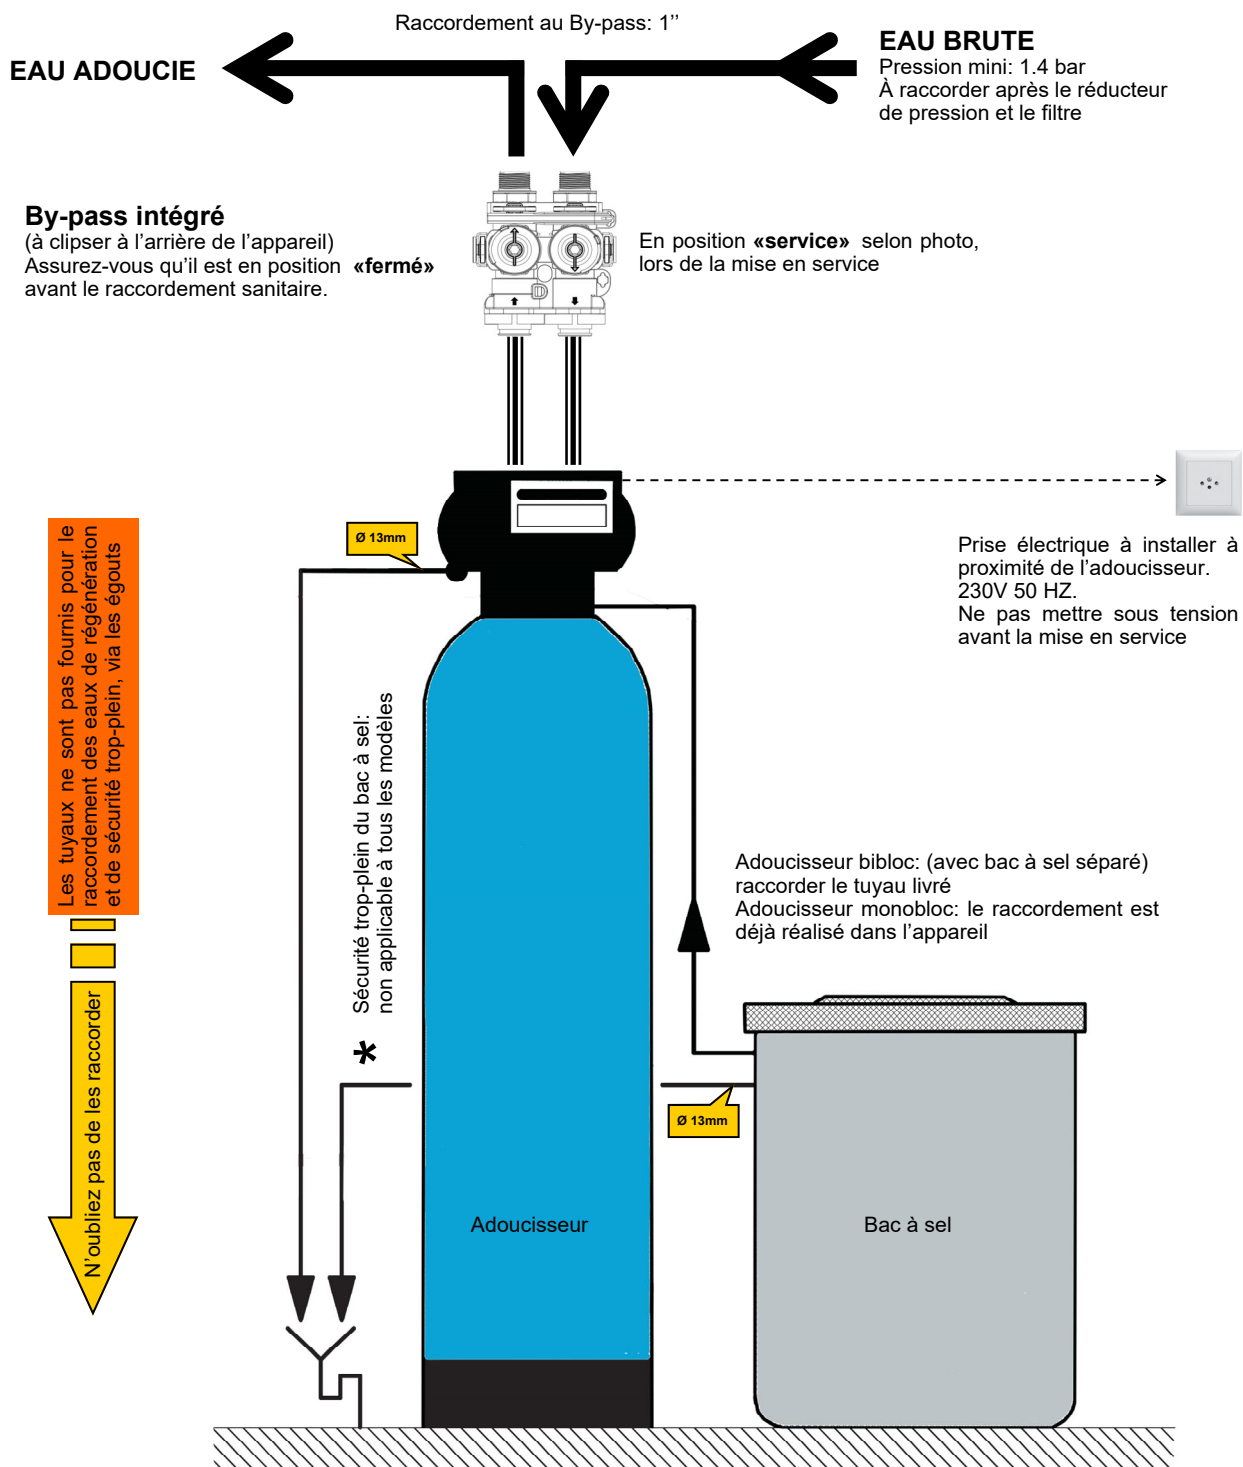 Raccordement au By-pass: 1’’
EAU ADOUCIE
EAU BRUTE
Pression mini: 1.4 bar
À raccorder après le réducteur
de pression et le filtre
By-pass intégré
(à clipser à l’arrière de l’appareil)
Assurez-vous qu’il est en position «fermé»
avant le raccordement sanitaire.
En position «service» selon photo,
lors de la mise en service
Ø 13mm
Prise électrique à installer à
proximité de l’adoucisseur.
230V 50 HZ.
Ne pas mettre sous tension
avant la mise en service
Les tuyaux ne sont pas fournis pour le
raccordement des eaux de régénération
et de sécurité trop-plein, via les égouts
N’oubliez pas de les raccorder
Sécurité trop-plein du bac à sel:
non applicable à tous les modèles
*
Adoucisseur bibloc: (avec bac à sel séparé)
raccorder le tuyau livré
Adoucisseur monobloc: le raccordement est
déjà réalisé dans l’appareil
Ø 13mm
Adoucisseur
Bac à sel